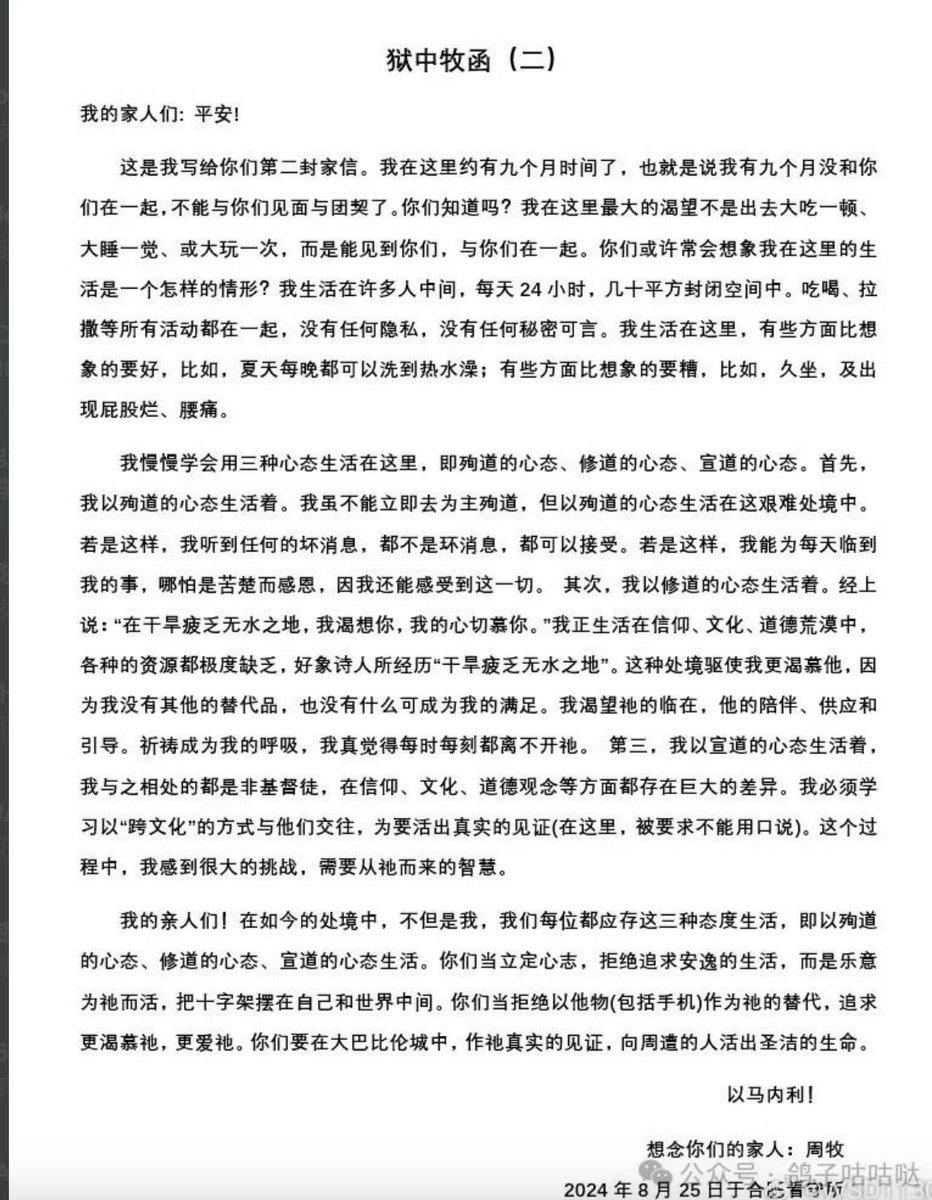 狱中牧函（二）
我的家人们: 平安!
这是我写给你们第二封家信。我在这里约有九个月时间了，也就是说我有九个月没和你
们在一起，不能与你们见面与团契了。你们知道吗？我在这里最大的渴望不是出去大吃一顿、
大睡一觉、或大玩一次，而是能见到你们，与你们在一起。你们或许常会想象我在这里的生
活是一个怎样的情形？我生活在许多人中间，每天 24 小时，几十平方封闭空间中。吃喝、拉
撒等所有活动都在一起，没有任何隐私，没有任何秘密可言。我生活在这里，有些方面比想
象的要好，比如，夏天每晚都可以洗到热水澡；有些方面比想象的要糟，比如，久坐，及出
现屁股烂、腰痛。
我慢慢学会用三种心态生活在这里，即殉道的心态、修道的心态、宣道的心态。首先，
我以殉道的心态生活着。我虽不能立即去为主殉道，但以殉道的心态生活在这艰难处境中。
若是这样，我听到任何的坏消息，都不是环消息，都可以接受。若是这样，我能为每天临到
我的事，哪怕是苦楚而感恩，因我还能感受到这一切。 其次，我以修道的心态生活着。经上
说：“在干旱疲乏无水之地，我渴想你，我的心切慕你。”我正生活在信仰、文化、道德荒漠中，
各种的资源都极度缺乏，好象诗人所经历“干旱疲乏无水之地”。这种处境驱使我更渴慕他，因
为我没有其他的替代品，也没有什么可成为我的满足。我渴望祂的临在，他的陪伴、供应和
引导。祈祷成为我的呼吸，我真觉得每时每刻都离不开祂。 第三，我以宣道的心态生活着，
我与之相处的都是非基督徒，在信仰、文化、道德观念等方面都存在巨大的差异。我必须学
习以“跨文化”的方式与他们交往，为要活出真实的见证(在这里，被要求不能用口说)。这个过
程中，我感到很大的挑战，需要从祂而来的智慧。
我的亲人们！在如今的处境中，不但是我，我们每位都应存这三种态度生活，即以殉道
的心态、修道的心态、宣道的心态生活。你们当立定心志，拒绝追求安逸的生活，而是乐意
为祂而活，把十字架摆在自己和世界中间。你们当拒绝以他物(包括手机)作为祂的替代，追求
更渴慕祂，更爱祂。你们要在大巴比伦城中，作祂真实的见证，向周遭的人活出圣洁的生命。
以马内利！
想念你们的家人：周牧
公众号：鸽子咕咕哒
2024 年 8 月 25 日于合肥看守所